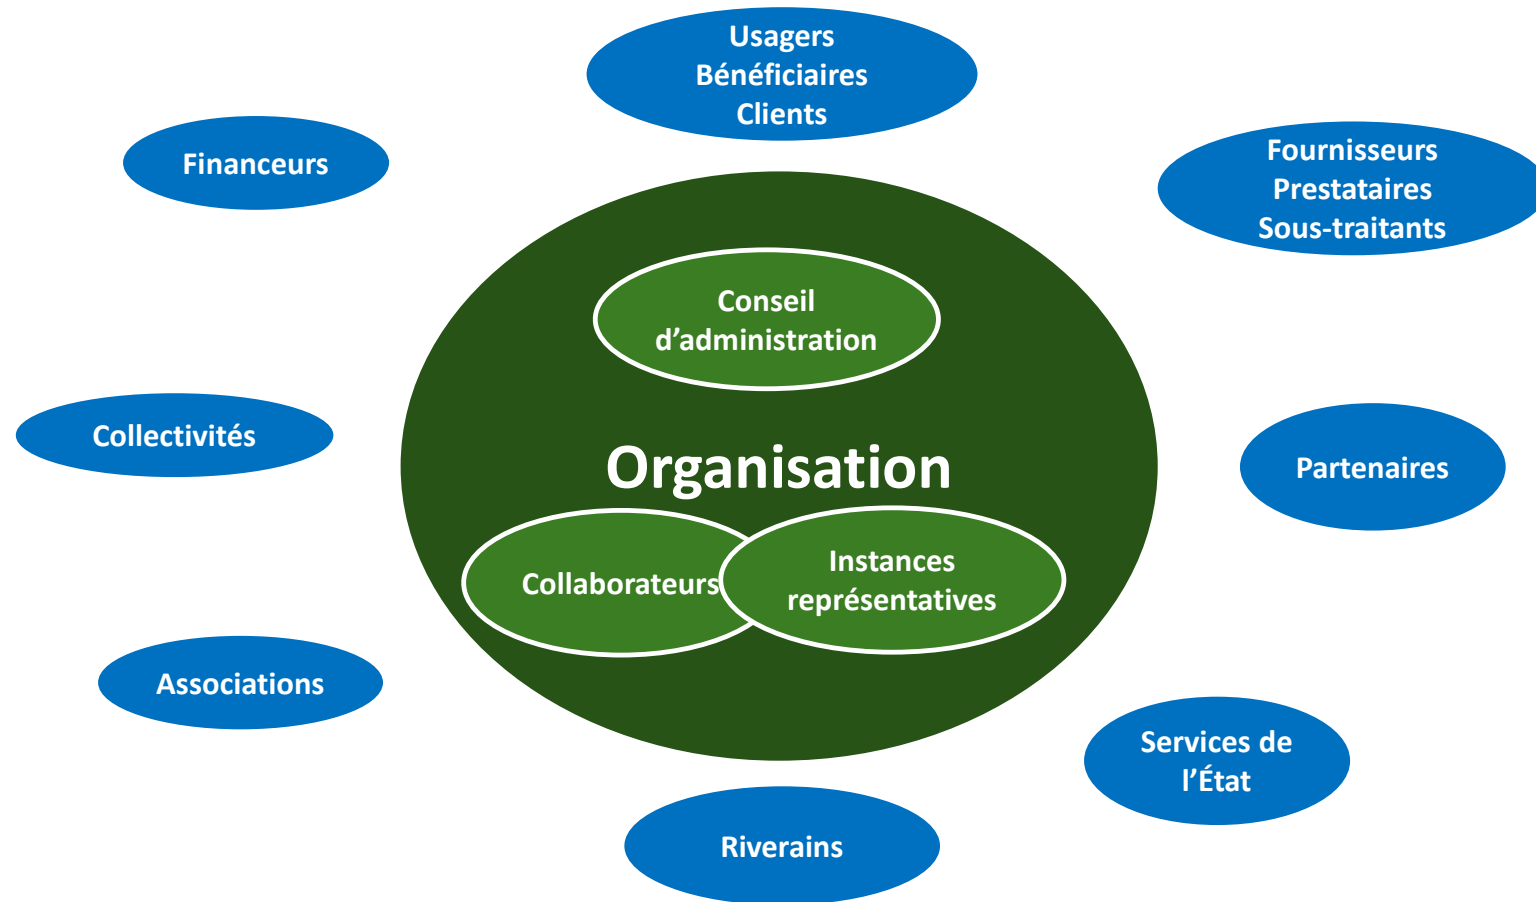 Usagers
Bénéficiaires
Clients
Financeurs
Fournisseurs
Prestataires
Sous-traitants
Conseil
d’administration
Collectivités
Organisation
Partenaires
Collaborateurs
Instances
représentatives
Associations
Services de
l’État
Riverains